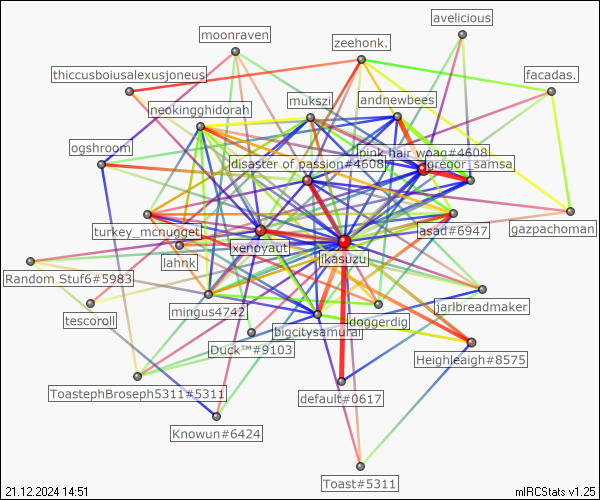 avelicious
moonraven
zeehonk.
thiccusboiusalexusjoneus
facadas.
mukszi
andnewbees
neokingghidorah
ogshroom
pink hair wpag#4608
disaster of passion#4608
gregor_samsa
turkey_mcnugget
xenoyaut
asad#6947
gazpachoman
lahnk
ikasuzu
Random Stuf6#5983
mingus4742
jarlbreadmaker
tescoroll
doggerdig
bigcitysamurai
Duck™#9103
Heighleaigh#8575
ToastephBroseph5311#5311
default#0617
Knowun#6424
Toast#5311
21.12.2024 14:51
mIRCStats v1.25